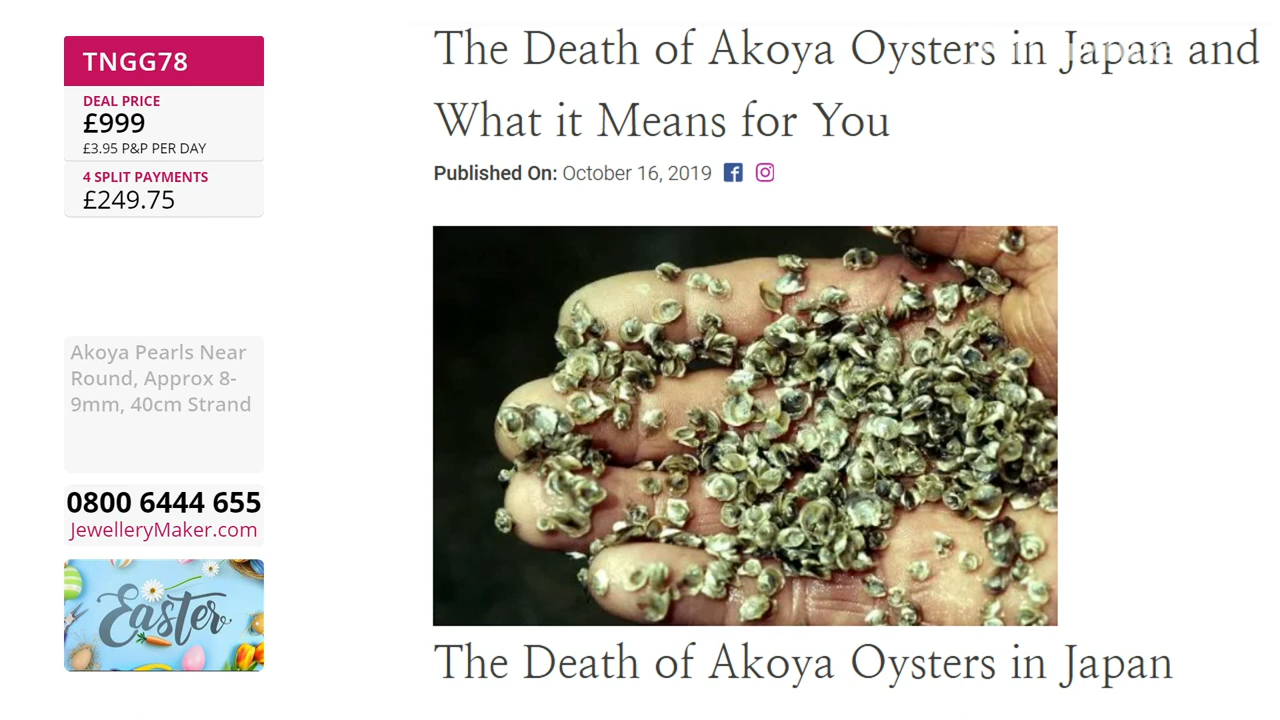 TNGG78
DEAL PRICE
£999
£3.95 P&P PER DAY
4 SPLIT PAYMENTS
£249.75
Akoya Pearls Near
Round, Approx 8-
9mm, 40cm Strand
0800 6444 655
JewelleryMaker.com
Easter
The Death of Akoya Oysters in Japan and
What it Means for You
Published On: October 16, 2019
The Death of Akoya Oysters in Japan